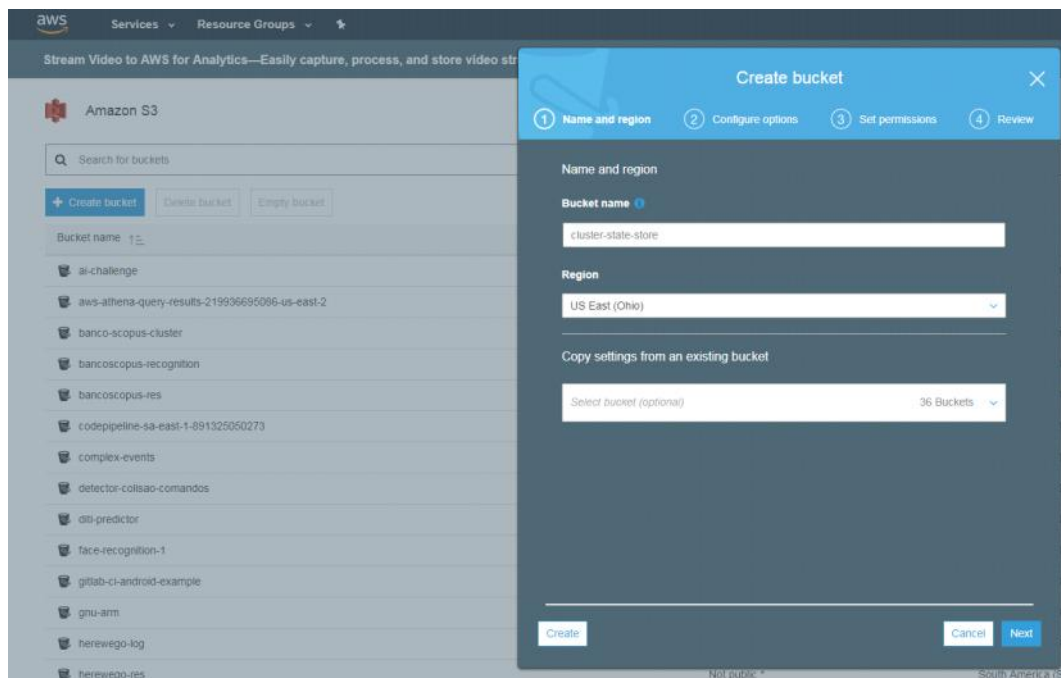 aws Services Resource Groups
Stream Video to AWS for Analytics—Easily capture, process, and store video str
Amazon S3
Search for buckets
+ Create bucket Delete bucket Empty bucket
Bucket name
ai-challenge
aws-athena-query-results-219936695086-us-east-2
banco-scopus-cluster
bancoscopus-recognition
bancoscopus-res
codepipeline-sa-east-1-891325050273
complex-events
detector-colisao-comandos
diti-predictor
face-recognition-1
gitlab-ci-android-example
gnu-arm
herewego-log
herewego-res
Not public *
South America (S
Create bucket
1 Name and region 2 Configure options 3 Set permissions 4 Review
Name and region
Bucket name
cluster-state-store
Region
US East (Ohio)
Copy settings from an existing bucket
Select bucket (optional) 36 Buckets
Create Cancel Next